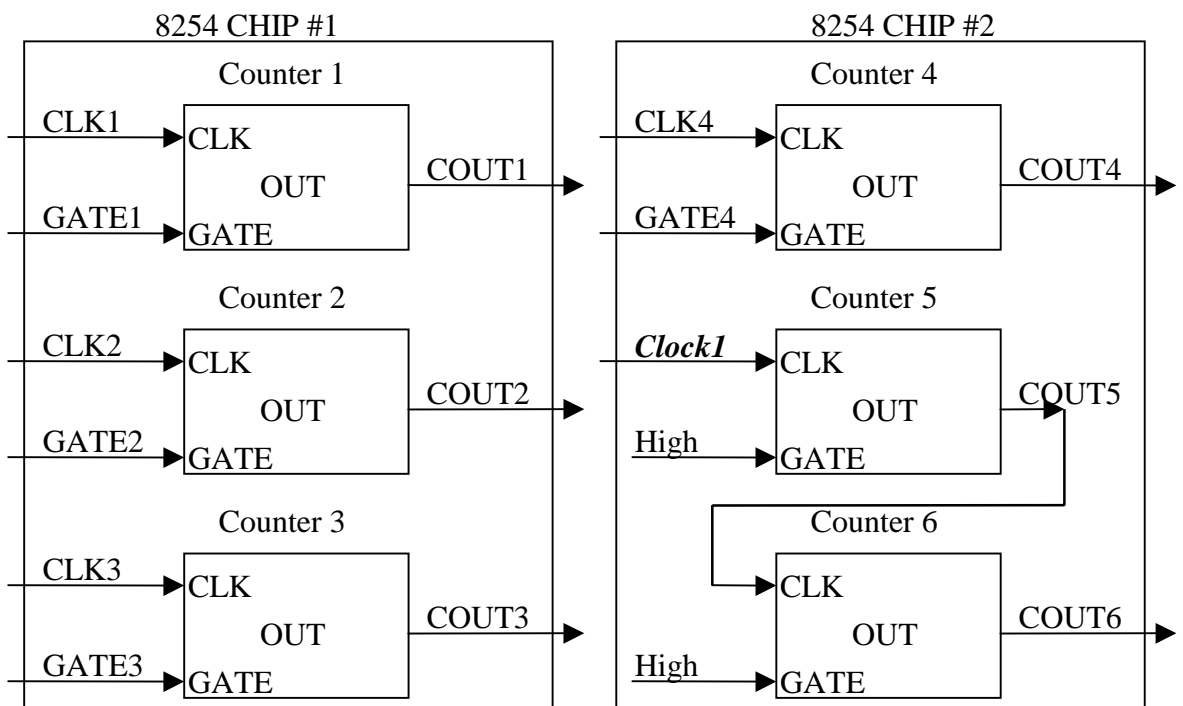 8254 CHIP #1
Counter 1
CLK1
CLK
COUT1
OUT
GATE1
GATE
Counter 2
CLK2
CLK
COUT2
OUT
GATE2
GATE
Counter 3
CLK3
CLK
COUT3
OUT
GATE3
GATE
8254 CHIP #2
Counter 4
CLK4
CLK
COUT4
OUT
GATE4
GATE
Counter 5
Clock1
CLK
COUT5
OUT
High
GATE
Counter 6
CLK
COUT6
OUT
High
GATE